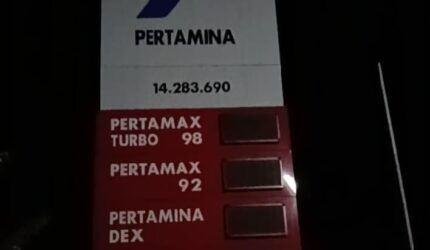 PERTAMINA
14.283.690
PERTAMAX
TURBO 98
PERTAMAX
92
PERTAMINA
DEX